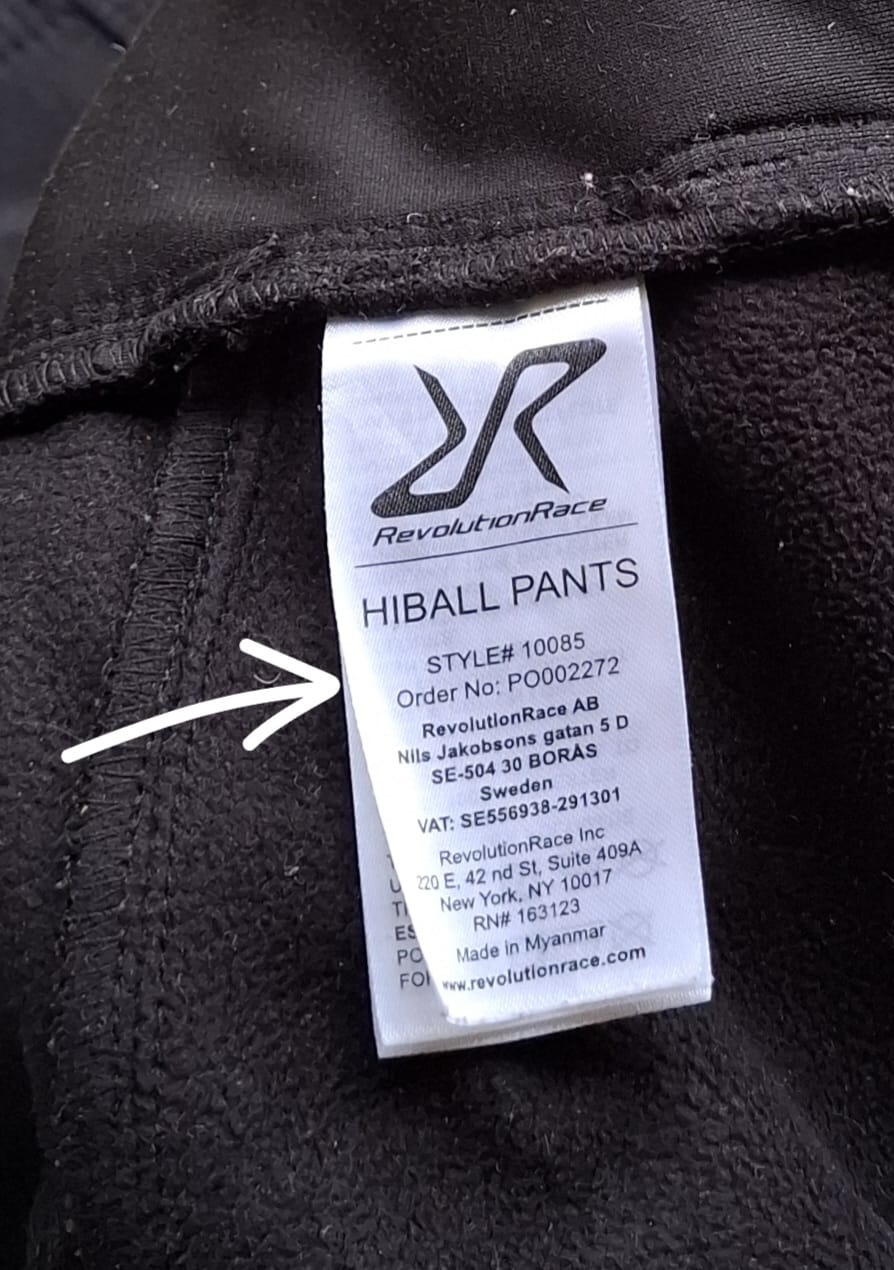 RevolutionRace
HIBALL PANTS
STYLE# 10085
Order No: PO002272
RevolutionRace AB
Nils Jakobsons gatan 5 D
SE-504 30 BORÅS
Sweden
VAT: SE556938-291301
RevolutionRace Inc
220 E, 42 nd St, Suite 409A
New York, NY 10017
RN# 163123
Made in Myanmar
www.revolutionrace.com